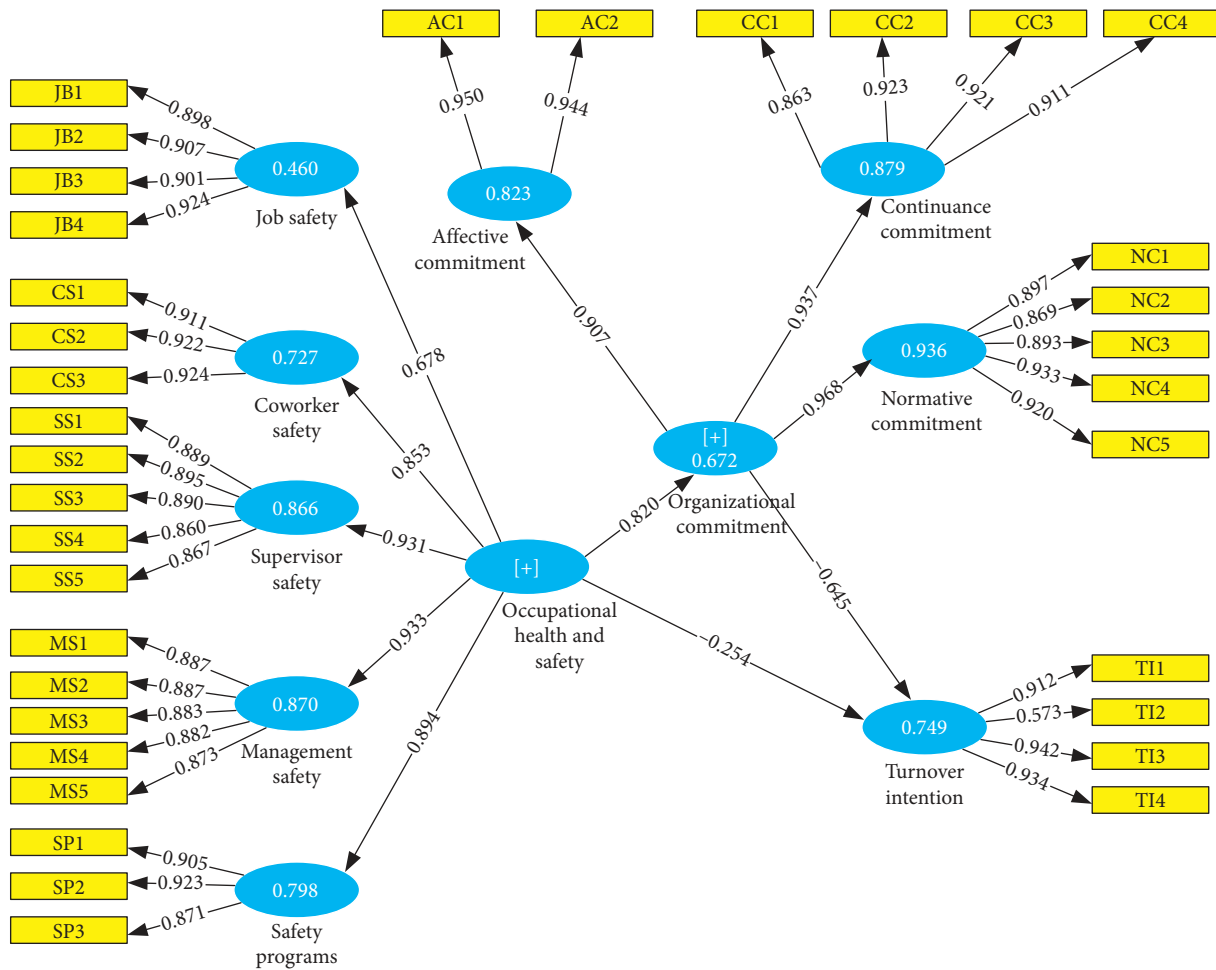 AC1
AC2
CC1
CC2
CC3
CC4
0.950
0.944
0.863
0.923
0.921
0.911
JB1
JB2
JB3
JB4
0.898
0.907
0.901
0.924
0.460
Job safety
0.823
Affective
commitment
0.879
Continuance
commitment
CS1
CS2
CS3
0.911
0.922
0.924
0.727
Coworker
safety
0.678
0.853
0.907
0.937
0.968
NC1
NC2
NC3
NC4
NC5
0.897
0.869
0.893
0.933
0.920
0.936
Normative
commitment
SS1
SS2
SS3
SS4
SS5
0.889
0.895
0.890
0.860
0.867
0.866
Supervisor
safety
0.931
[+]
0.672
Organizational
commitment
0.820
[+]
Occupational
health and
safety
−0.645
−0.254
0.933
0.894
MS1
MS2
MS3
MS4
MS5
0.887
0.887
0.883
0.882
0.873
0.870
Management
safety
TI1
TI2
TI3
TI4
0.912
0.573
0.942
0.934
0.749
Turnover
intention
SP1
SP2
SP3
0.905
0.923
0.871
0.798
Safety
programs